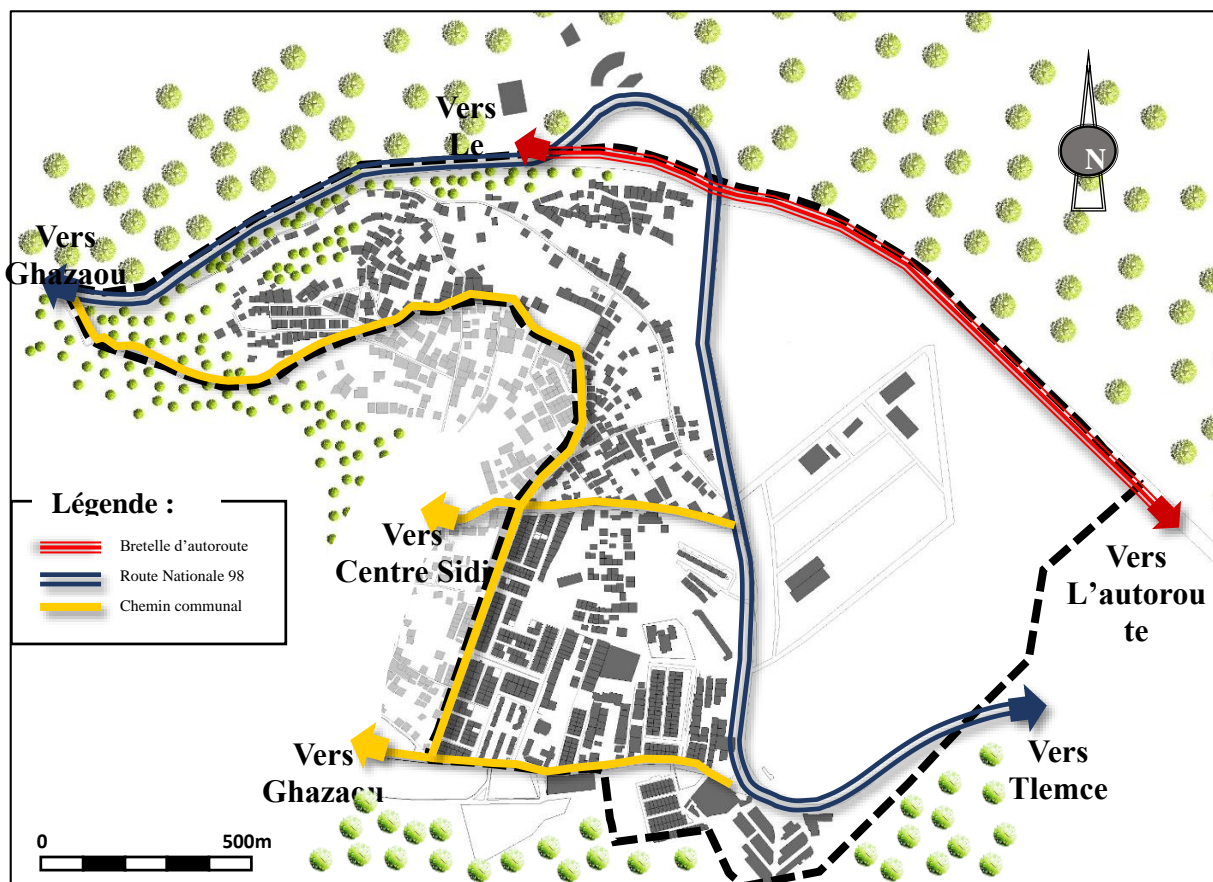 Vers
Le
N
Vers
Ghazaou
Légende :
Bretelle d'autoroute
Route Nationale 98
Chemin communal
Vers
Centre Sidi
Vers
L'autorou
te
Vers
Ghazaou
Vers
Tlemce
0 500m